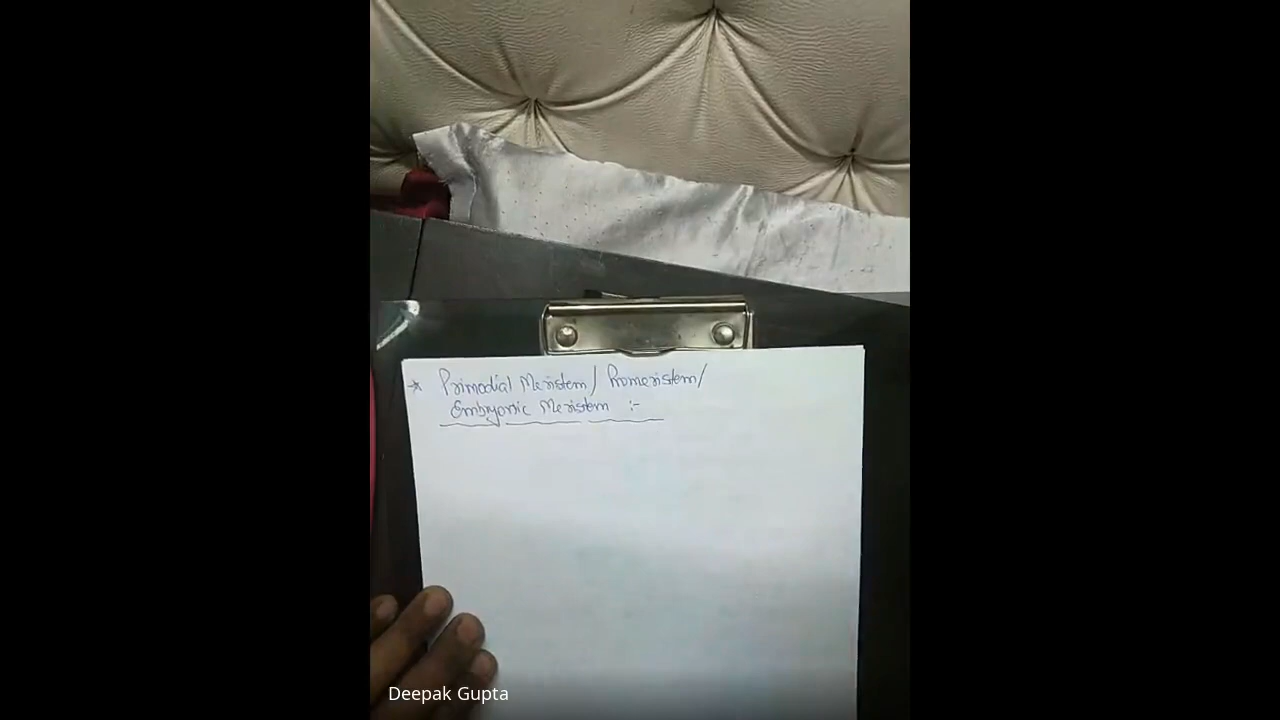 * Primodial Meristem / Promeristem /
Embryonic Meristem :-
Deepak Gupta